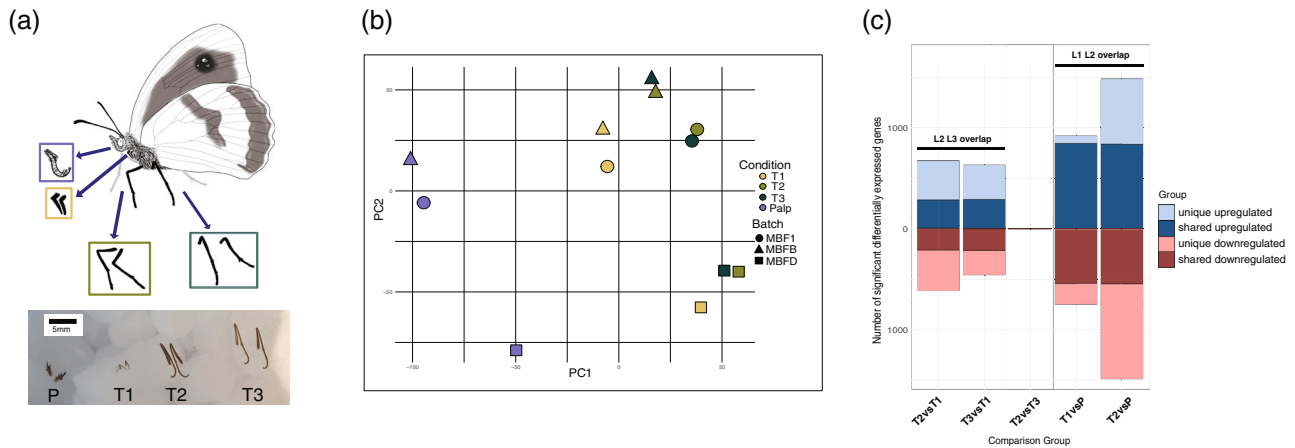 (a)
5mm
P T1 T2 T3
(b)
PC2
50
0
-50
-100 -50 0 50
PC1
Condition
T1
T2
T3
Palp
Batch
MBF1
MBFB
MBFD
(c)
Number of significant differentially expressed genes
1000
0
1000
L2 L3 overlap
L1 L2 overlap
T2vsT1
T3vsT1
T2vsT3
T1vsP
T2vsP
Comparison Group
Group
unique upregulated
shared upregulated
unique downregulated
shared downregulated